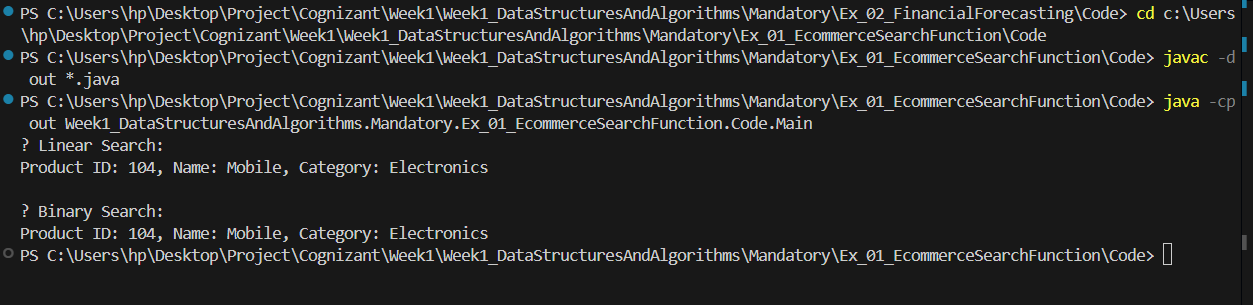 PS C:\Users\hp\Desktop\Project\Cognizant\Week1\Week1_DataStructuresAndAlgorithms\Mandatory\Ex_02_FinancialForecasting\Code> cd c:\Users
\hp\Desktop\Project\Cognizant\Week1\Week1_DataStructuresAndAlgorithms\Mandatory\Ex_01_EcommerceSearchFunction\Code
PS C:\Users\hp\Desktop\Project\Cognizant\Week1\Week1_DataStructuresAndAlgorithms\Mandatory\Ex_01_EcommerceSearchFunction\Code> javac -d
out *.java
PS C:\Users\hp\Desktop\Project\Cognizant\Week1\Week1_DataStructuresAndAlgorithms\Mandatory\Ex_01_EcommerceSearchFunction\Code> java -cp
out Week1_DataStructuresAndAlgorithms.Mandatory.Ex_01_EcommerceSearchFunction.Code.Main
? Linear Search:
Product ID: 104, Name: Mobile, Category: Electronics
? Binary Search:
Product ID: 104, Name: Mobile, Category: Electronics
PS C:\Users\hp\Desktop\Project\Cognizant\Week1\Week1_DataStructuresAndAlgorithms\Mandatory\Ex_01_EcommerceSearchFunction\Code>